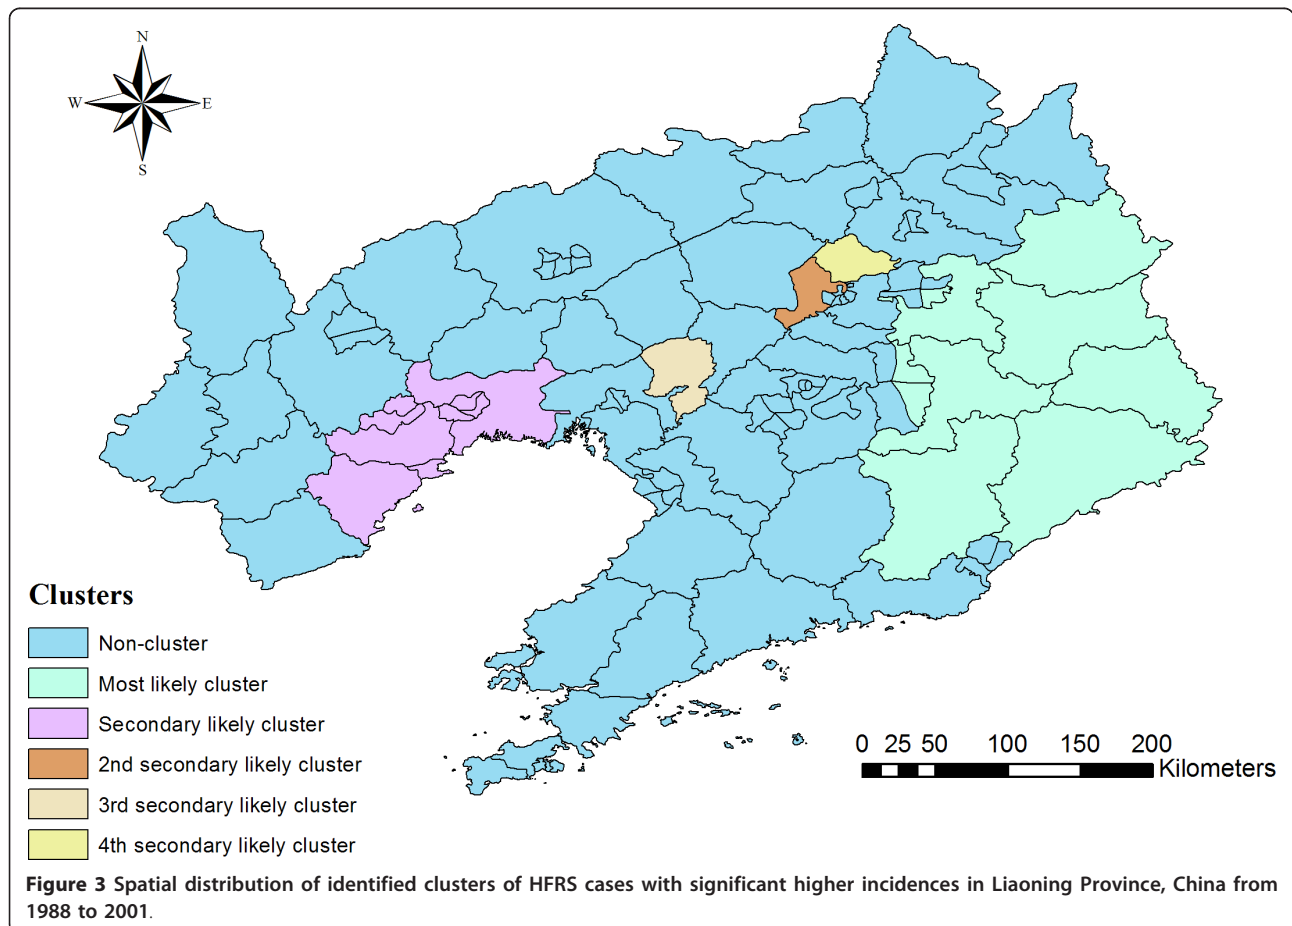 N
W E
S
Clusters
Non-cluster
Most likely cluster
Secondary likely cluster
2nd secondary likely cluster
3rd secondary likely cluster
4th secondary likely cluster
0 25 50 100 150 200
Kilometers
Figure 3 Spatial distribution of identified clusters of HFRS cases with significant higher incidences in Liaoning Province, China from
1988 to 2001.